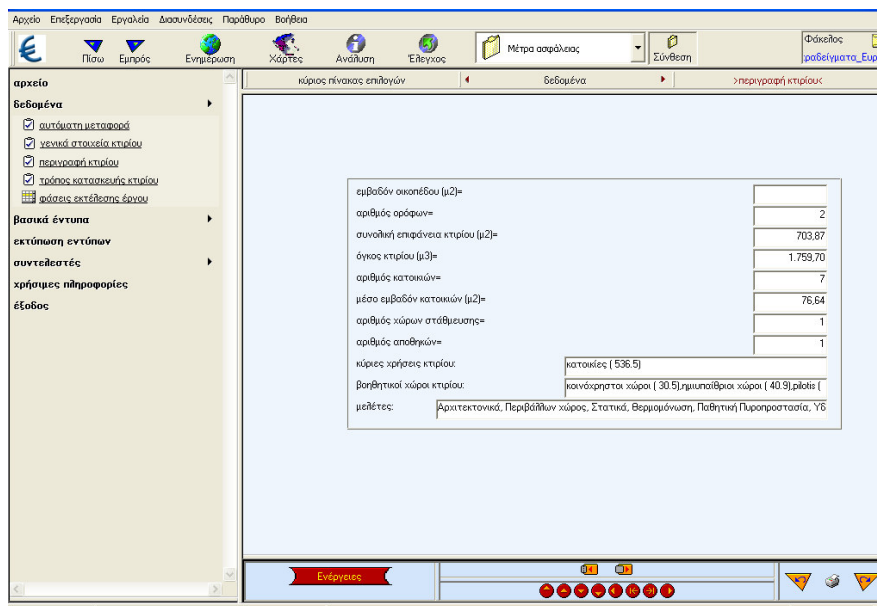 Αρχείο Επεξεργασία Εργαλεία Διασυνδέσεις Παράθυρο Βοήθεια
Πίσω Εμπρός Ενημέρωση Χάρτες Ανάλυση Έλεγχος Μέτρα ασφάλειας Σύνθεση Φάκελος
ραδείγματα_Ευρ
αρχείο
δεδομένα
αυτόματη μεταφορά
γενικά στοιχεία κτιρίου
περιγραφή κτιρίου
τρόπος κατασκευής κτιρίου
φάσεις εκτέλεσης έργου
βασικά έντυπα
εκτύπωση εντύπων
συντελεστές
χρήσιμες πληροφορίες
έξοδος
κύριος πίνακας επιλογών δεδομένα >περιγραφή κτιρίου<
εμβαδόν οικοπέδου (μ2)=
αριθμός ορόφων= 2
συνολική επιφάνεια κτιρίου (μ2)= 703,87
όγκος κτιρίου (μ3)= 1.759,70
αριθμός κατοικιών= 7
μέσο εμβαδόν κατοικιών (μ2)= 76,64
αριθμός χώρων στάθμευσης= 1
αριθμός αποθηκών= 1
κύριες χρήσεις κτιρίου: κατοικίες ( 536.5)
βοηθητικοί χώροι κτιρίου: κοινόχρηστοι χώροι ( 30.5),ημιυπαίθριοι χώροι ( 40.9),pilotis (
μελέτες: Αρχιτεκτονικά, Περιβάλλων χώρος, Στατικά, Θερμομόνωση, Παθητική Πυροπροστασία, Υδ
Ενέργειες